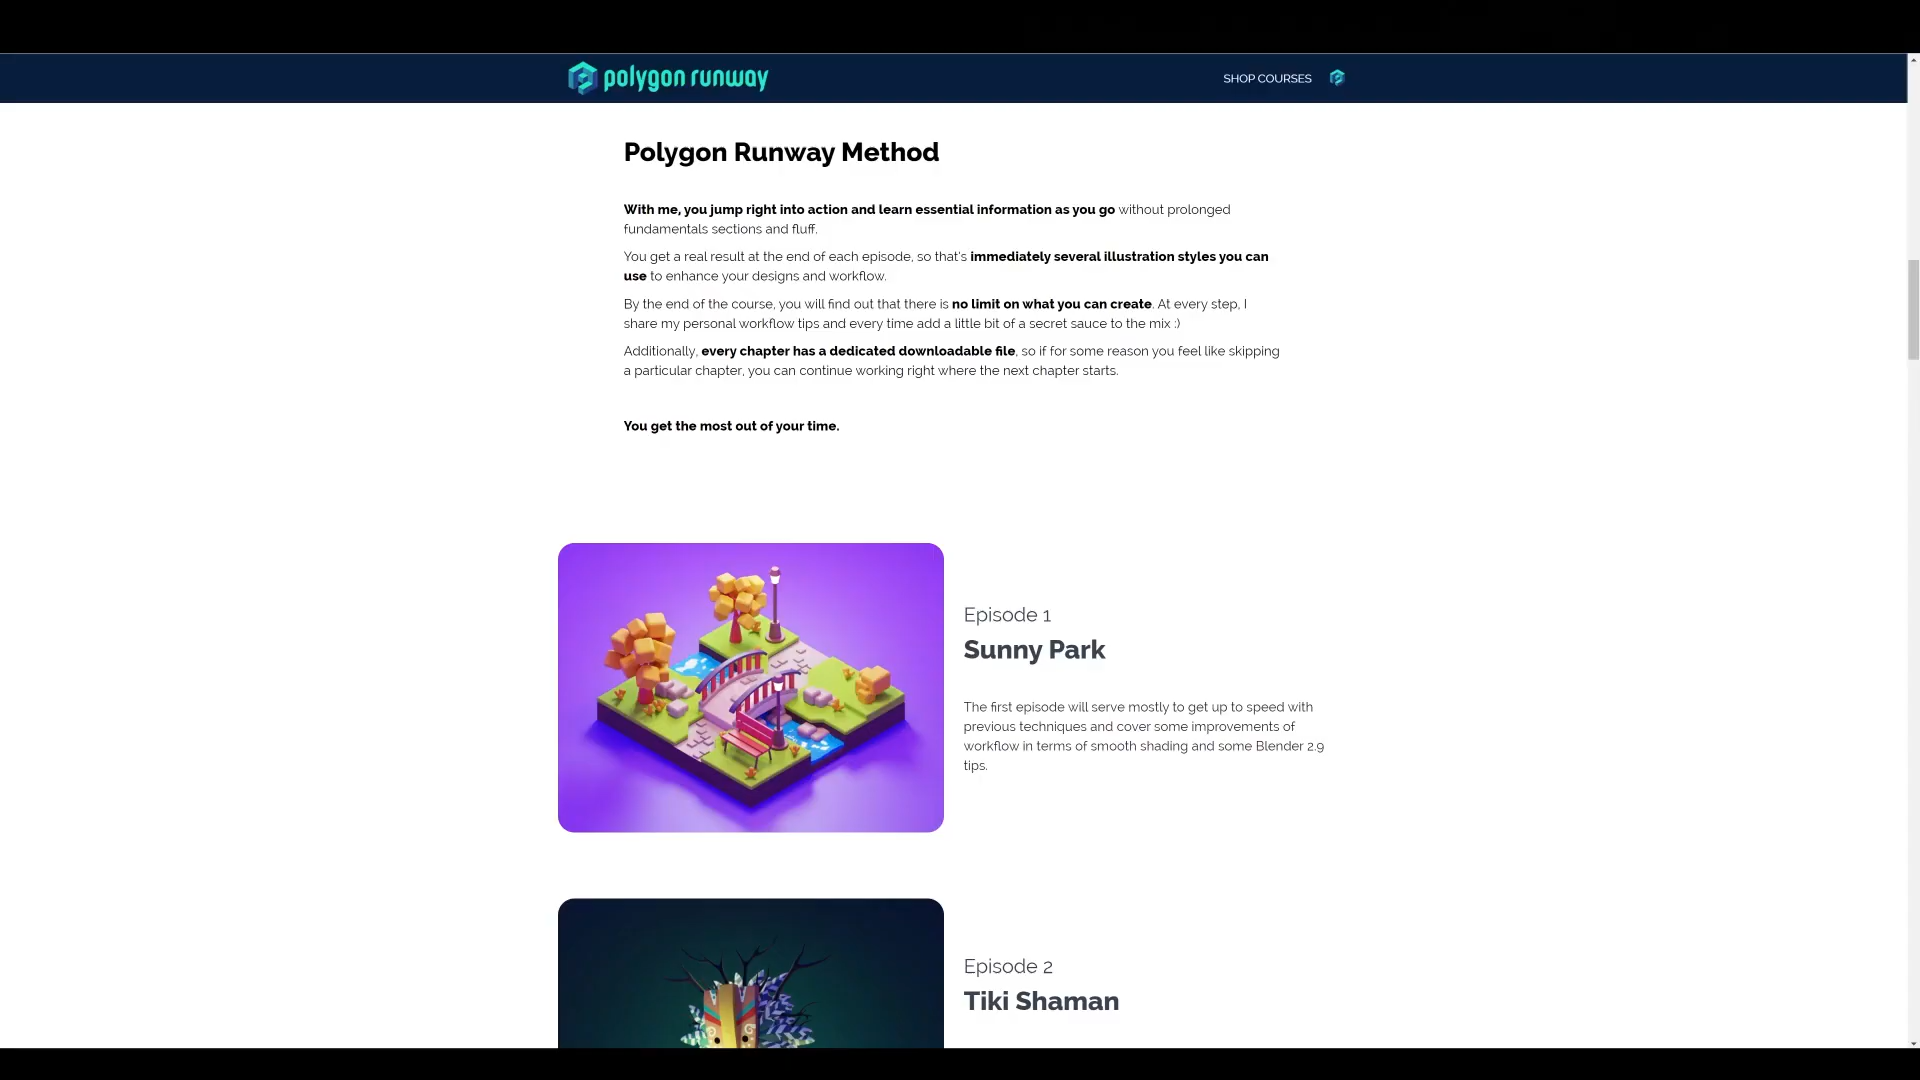 polygon runway
SHOP COURSES
Polygon Runway Method
With me, you jump right into action and learn essential information as you go without prolonged
fundamentals sections and fluff.
You get a real result at the end of each episode, so that's immediately several illustration styles you can
use to enhance your designs and workflow.
By the end of the course, you will find out that there is no limit on what you can create. At every step, I
share my personal workflow tips and every time add a little bit of a secret sauce to the mix :)
Additionally, every chapter has a dedicated downloadable file, so if for some reason you feel like skipping
a particular chapter, you can continue working right where the next chapter starts.
You get the most out of your time.
Episode 1
Sunny Park
The first episode will serve mostly to get up to speed with
previous techniques and cover some improvements of
workflow in terms of smooth shading and some Blender 2.9
tips.
Episode 2
Tiki Shaman